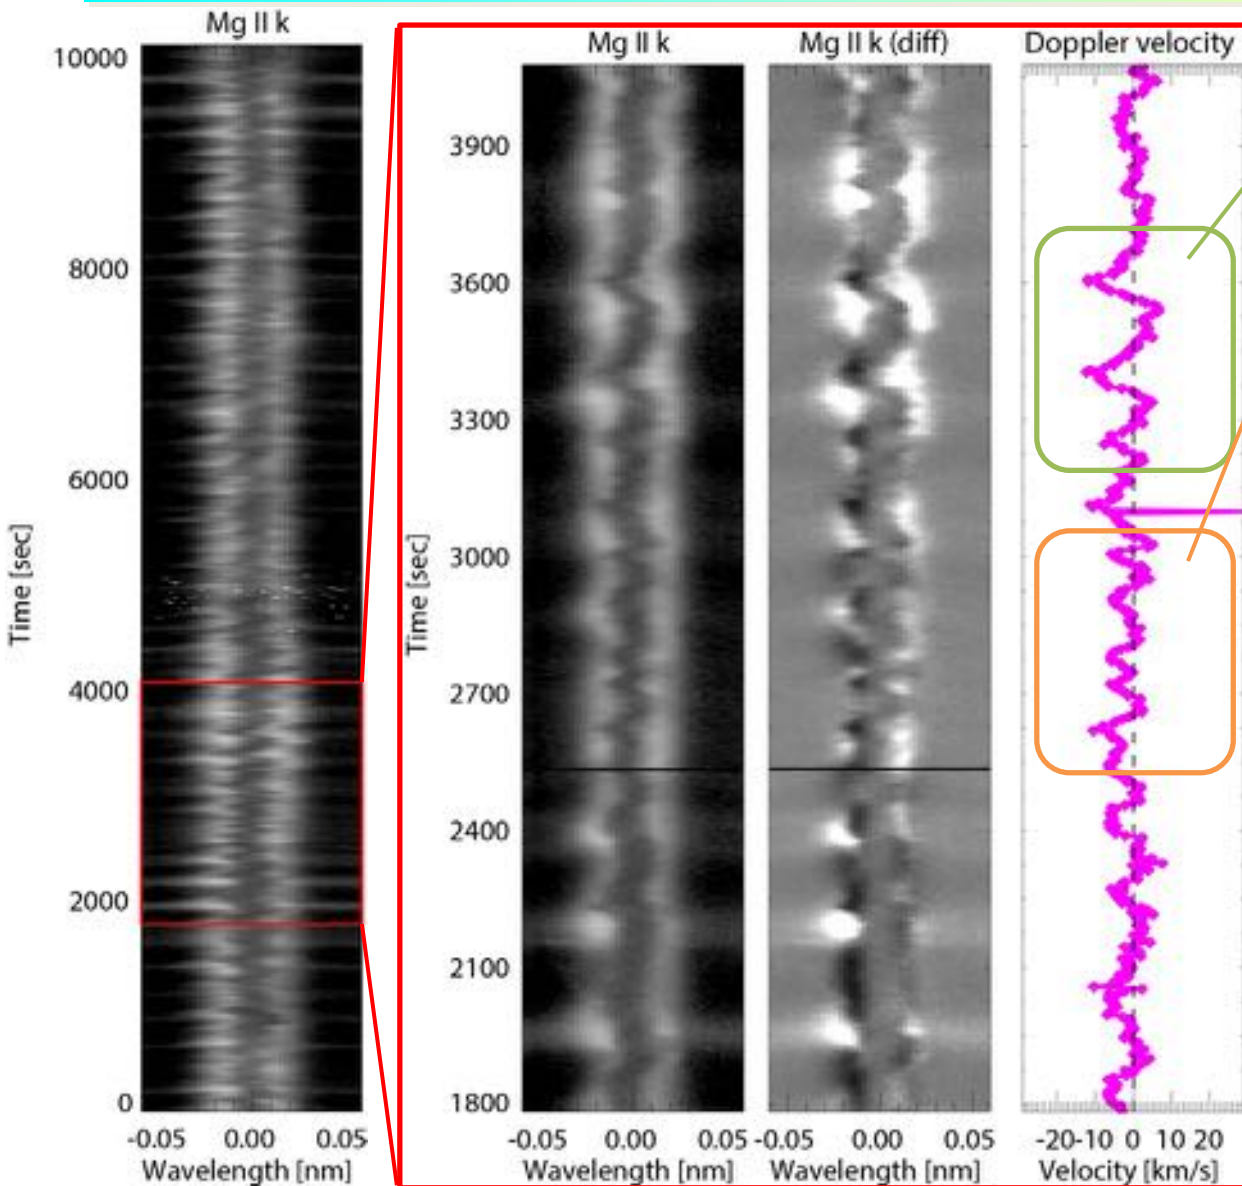 Mg II k
10000
8000
6000
4000
2000
0
Time [sec]
-0.05 0.00 0.05
Wavelength [nm]
Mg II k
Mg II k (diff)
Doppler velocity
3900
3600
3300
3000
2700
2400
2100
1800
Time [sec]
-0.05 0.00 0.05
Wavelength [nm]
-0.05 0.00 0.05
Wavelength [nm]
-20-10 0 10 20
Velocity [km/s]